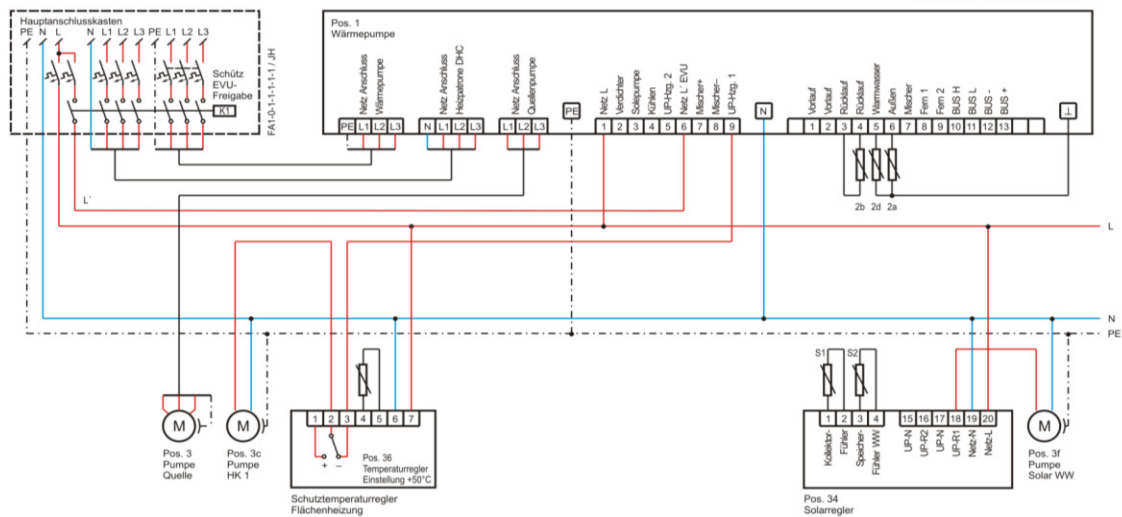 Hauptanschlusskasten
PE N L N L1 L2 L3 PE L1 L2 L3
Schütz
EVU-
Freigabe
K1
FA1-0-1-1-1-1-1 / JH
Pos. 1
Wärmepumpe
Netz Anschluss
Wärmepumpe
PE L1 L2 L3
Netz Anschluss
Heizpatrone DHC
N L1 L2 L3
Netz Anschluss
Quellenpumpe
L1 L2 L3
PE
Netz L
Verdichter
Solepumpe
Kühlen
UP-Hzg. 2
Netz L´ EVU
Mischer+
Mischer–
UP-Hzg. 1
1 2 3 4 5 6 7 8 9
N
Vorlauf
Vorlauf
Rücklauf
Rücklauf
Warmwasser
Außen
Mischer
Fern 1
Fern 2
BUS H
BUS L
BUS -
BUS +
1 2 3 4 5 6 7 8 9 10 11 12 13
2b 2d 2a
L´
L
N
PE
M
Pos. 3
Pumpe
Quelle
M
Pos. 3c
Pumpe
HK 1
1 2 3 4 5 6 7
+ –
Pos. 36
Temperaturregler
Einstellung +50°C
Schutztemperaturregler
Flächenheizung
S1 S2
1 2 3 4 15 16 17 18 19 20
Kollektor-
Fühler
Speicher-
Fühler WW
UP-N
UP-R2
UP-N
UP-R1
Netz-N
Netz-L
Pos. 34
Solarregler
M
Pos. 3f
Pumpe
Solar WW